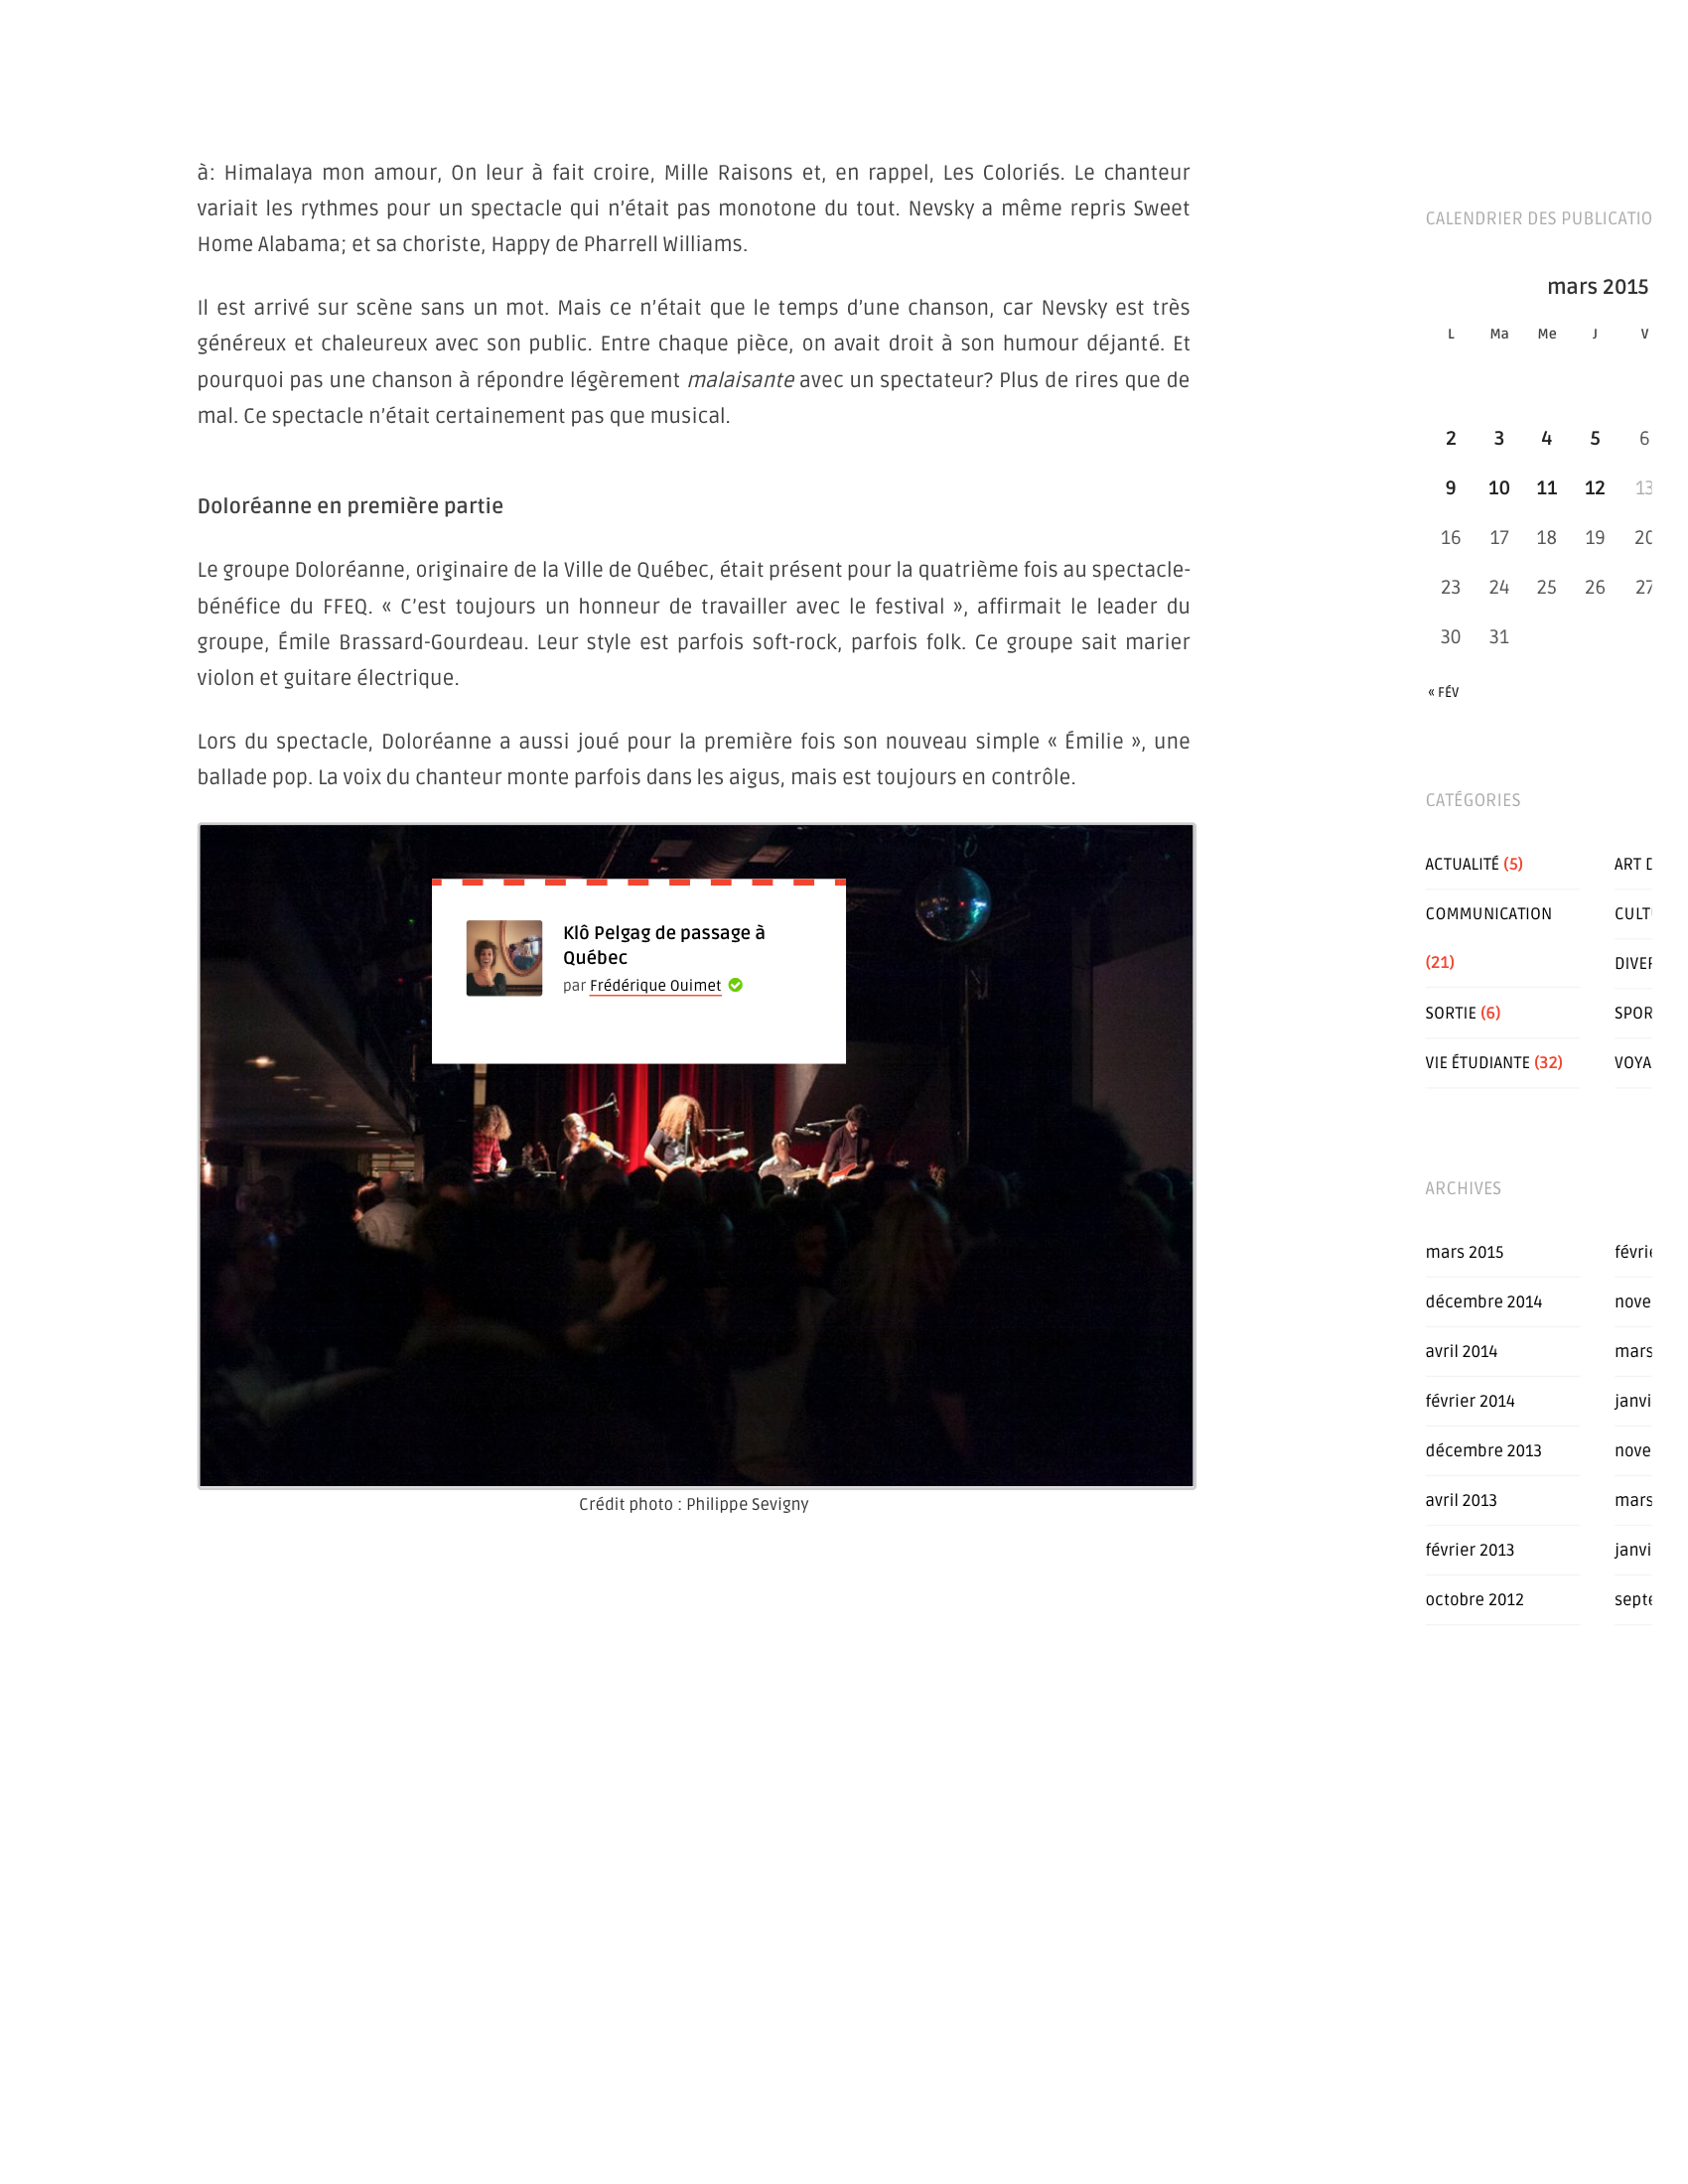 à: Himalaya mon amour, On leur à fait croire, Mille Raisons et, en rappel, Les Coloriés. Le chanteur
variait les rythmes pour un spectacle qui n’était pas monotone du tout. Nevsky a même repris Sweet
Home Alabama; et sa choriste, Happy de Pharrell Williams.
Il est arrivé sur scène sans un mot. Mais ce n’était que le temps d’une chanson, car Nevsky est très
généreux et chaleureux avec son public. Entre chaque pièce, on avait droit à son humour déjanté. Et
pourquoi pas une chanson à répondre légèrement malaisante avec un spectateur? Plus de rires que de
mal. Ce spectacle n’était certainement pas que musical.
Doloréanne en première partie
Le groupe Doloréanne, originaire de la Ville de Québec, était présent pour la quatrième fois au spectacle-
bénéfice du FFEQ. « C’est toujours un honneur de travailler avec le festival », affirmait le leader du
groupe, Émile Brassard-Gourdeau. Leur style est parfois soft-rock, parfois folk. Ce groupe sait marier
violon et guitare électrique.
Lors du spectacle, Doloréanne a aussi joué pour la première fois son nouveau simple « Émilie », une
ballade pop. La voix du chanteur monte parfois dans les aigus, mais est toujours en contrôle.
Klô Pelgag de passage à
Québec
par Frédérique Ouimet
Crédit photo : Philippe Sevigny
CALENDRIER DES PUBLICATIO
mars 2015
L Ma Me J V
2 3 4 5 6
9 10 11 12 13
16 17 18 19 20
23 24 25 26 27
30 31
« FÉV
CATÉGORIES
ACTUALITÉ (5) ART D
COMMUNICATION CULT
(21) DIVER
SORTIE (6) SPOR
VIE ÉTUDIANTE (32) VOYA
ARCHIVES
mars 2015 févrie
décembre 2014 nove
avril 2014 mars
février 2014 janvi
décembre 2013 nove
avril 2013 mars
février 2013 janvi
octobre 2012 septe